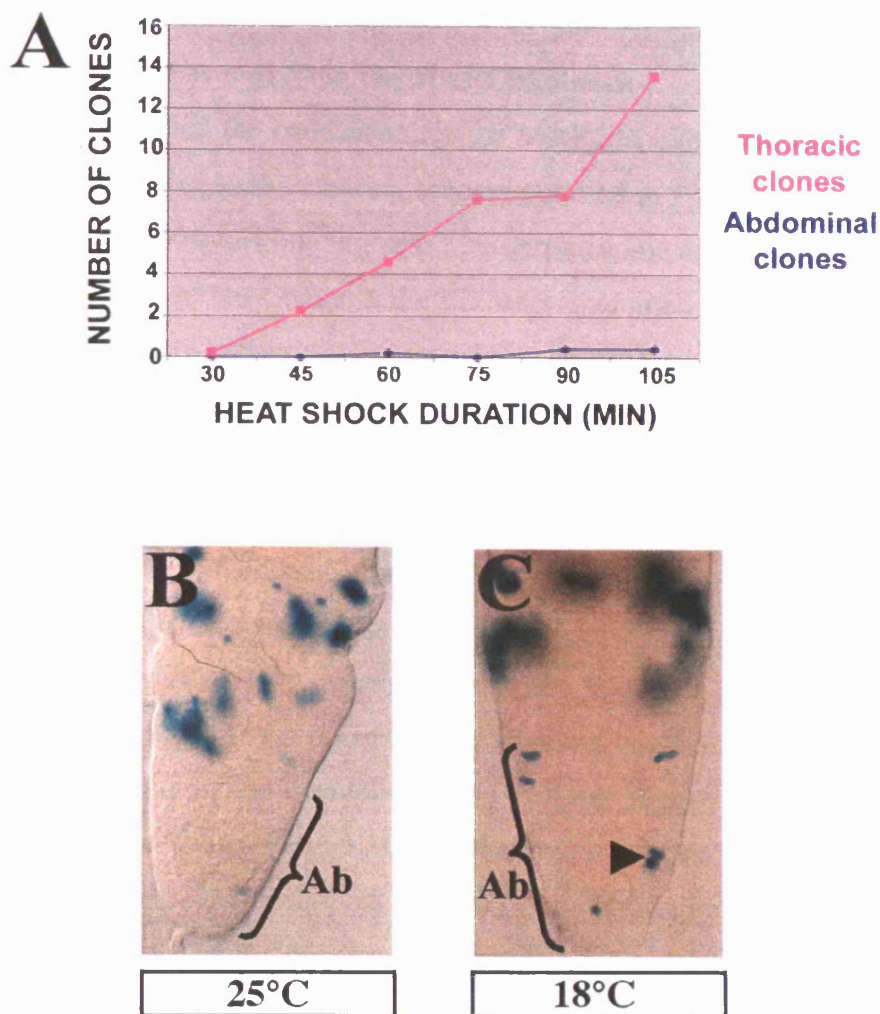 A
NUMBER OF CLONES
16
14
12
10
8
6
4
2
0
30 45 60 75 90 105
HEAT SHOCK DURATION (MIN)
Thoracic
clones
Abdominal
clones
B
Ab
25°C
C
Ab
18°C